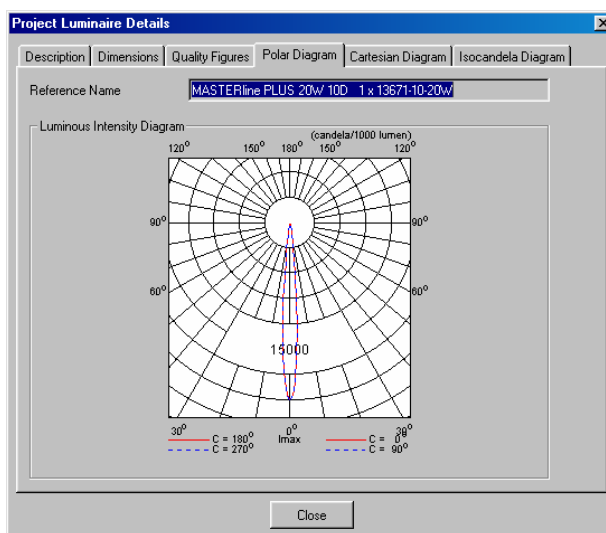 Project Luminaire Details
Description Dimensions Quality Figures Polar Diagram Cartesian Diagram Isocandela Diagram
Reference Name MASTERline PLUS 20W 10D 1 x 13671-10-20W
Luminous Intensity Diagram
(candela/1000 lumen)
120° 150° 180° 150° 120°
90° 90°
60° 60°
15000
30° 0° 30°
C = 180° Imax C = 0°
C = 270° C = 90°
Close